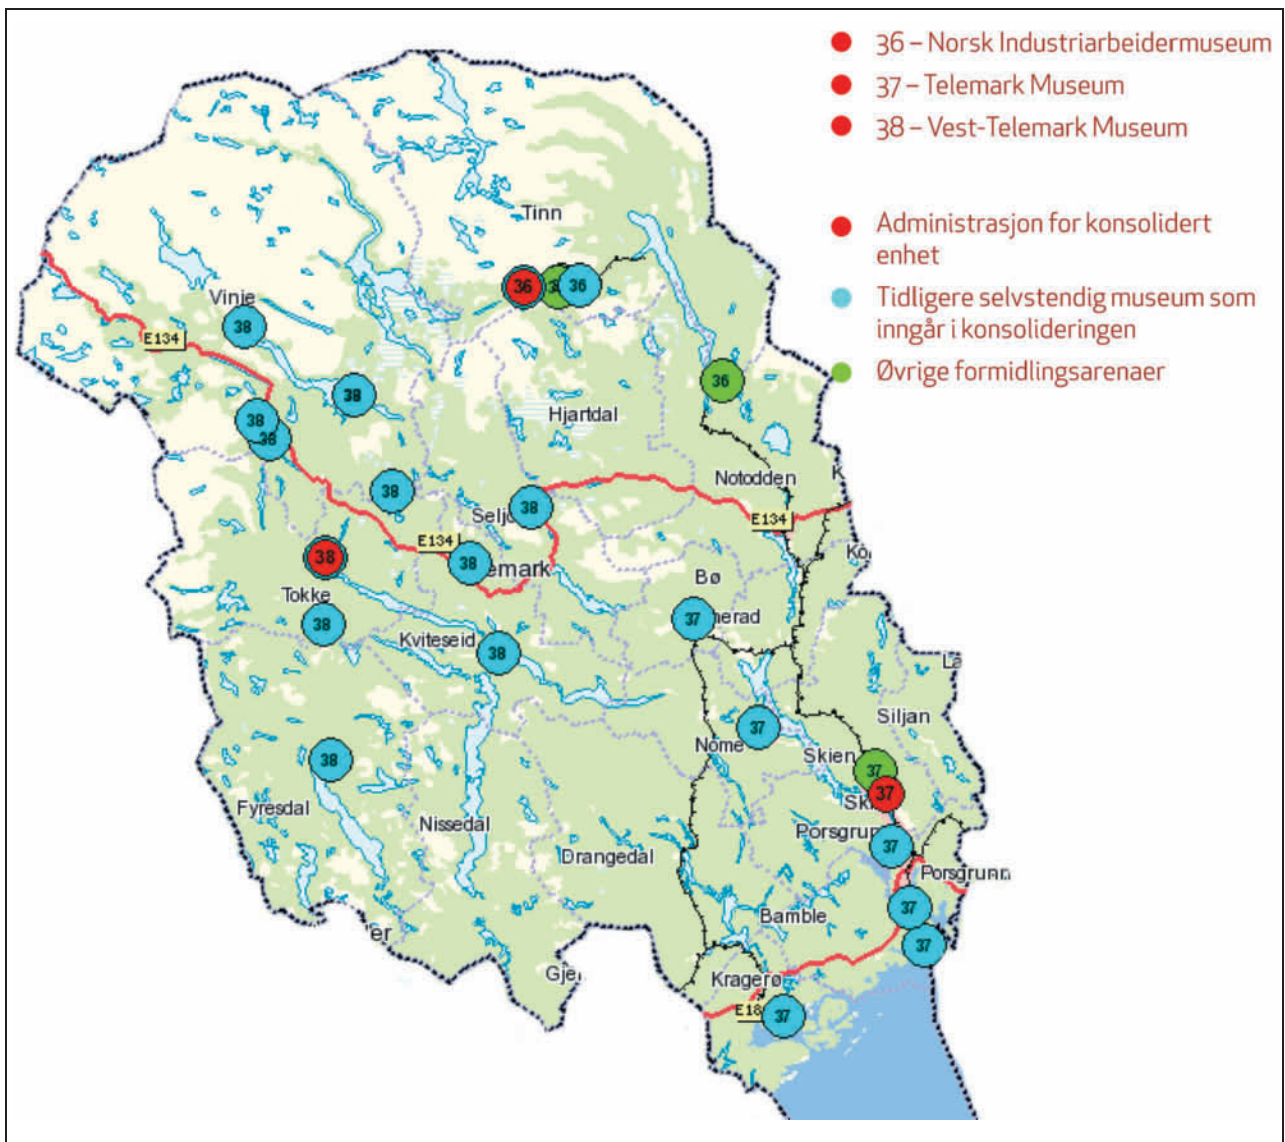 36 – Norsk Industriarbeidermuseum
37 – Telemark Museum
38 – Vest-Telemark Museum
Administrasjon for konsolidert
enhet
Tidligere selvstendig museum som
inngår i konsolideringen
Øvrige formidlingsarenaer
Tinn
36
36
Vinje
38
E134
36
38
Hjartdal
38
38
Notodden
K
38
38
E134
E134
38
38
Bø
Tokke
38
37
Kviteseid
38
Siljan
37
Nome
Skien
38
37
37
Fyresdal
Nissedal
37
Drangedal
Bamble
37
37
Kragerø
E18
37